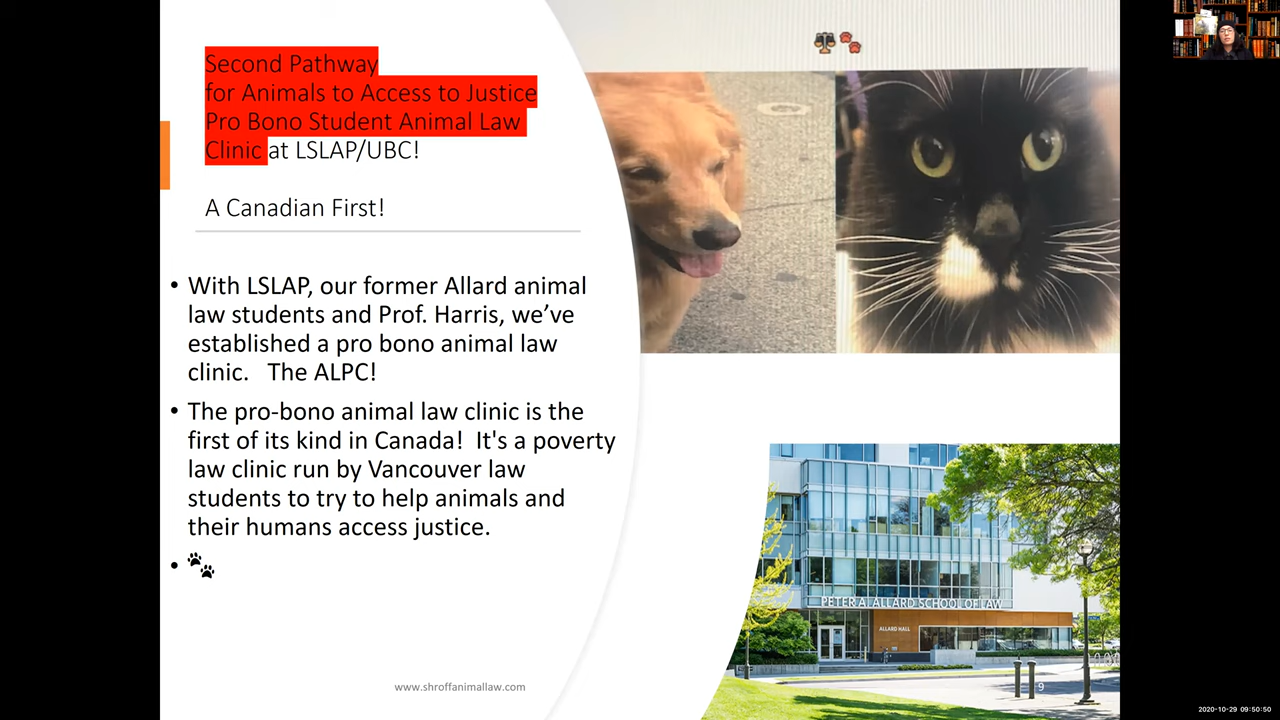 Second Pathway
for Animals to Access to Justice
Pro Bono Student Animal Law
Clinic at LSLAP/UBC!
A Canadian First!
• With LSLAP, our former Allard animal
law students and Prof. Harris, we’ve
established a pro bono animal law
clinic.   The ALPC!
• The pro-bono animal law clinic is the
first of its kind in Canada!  It's a poverty
law clinic run by Vancouver law
students to try to help animals and
their humans access justice.
•
PETER A. ALLARD SCHOOL OF LAW
ALLARD HALL
www.shroffanimallaw.com
9
2020-10-29 09:50:50